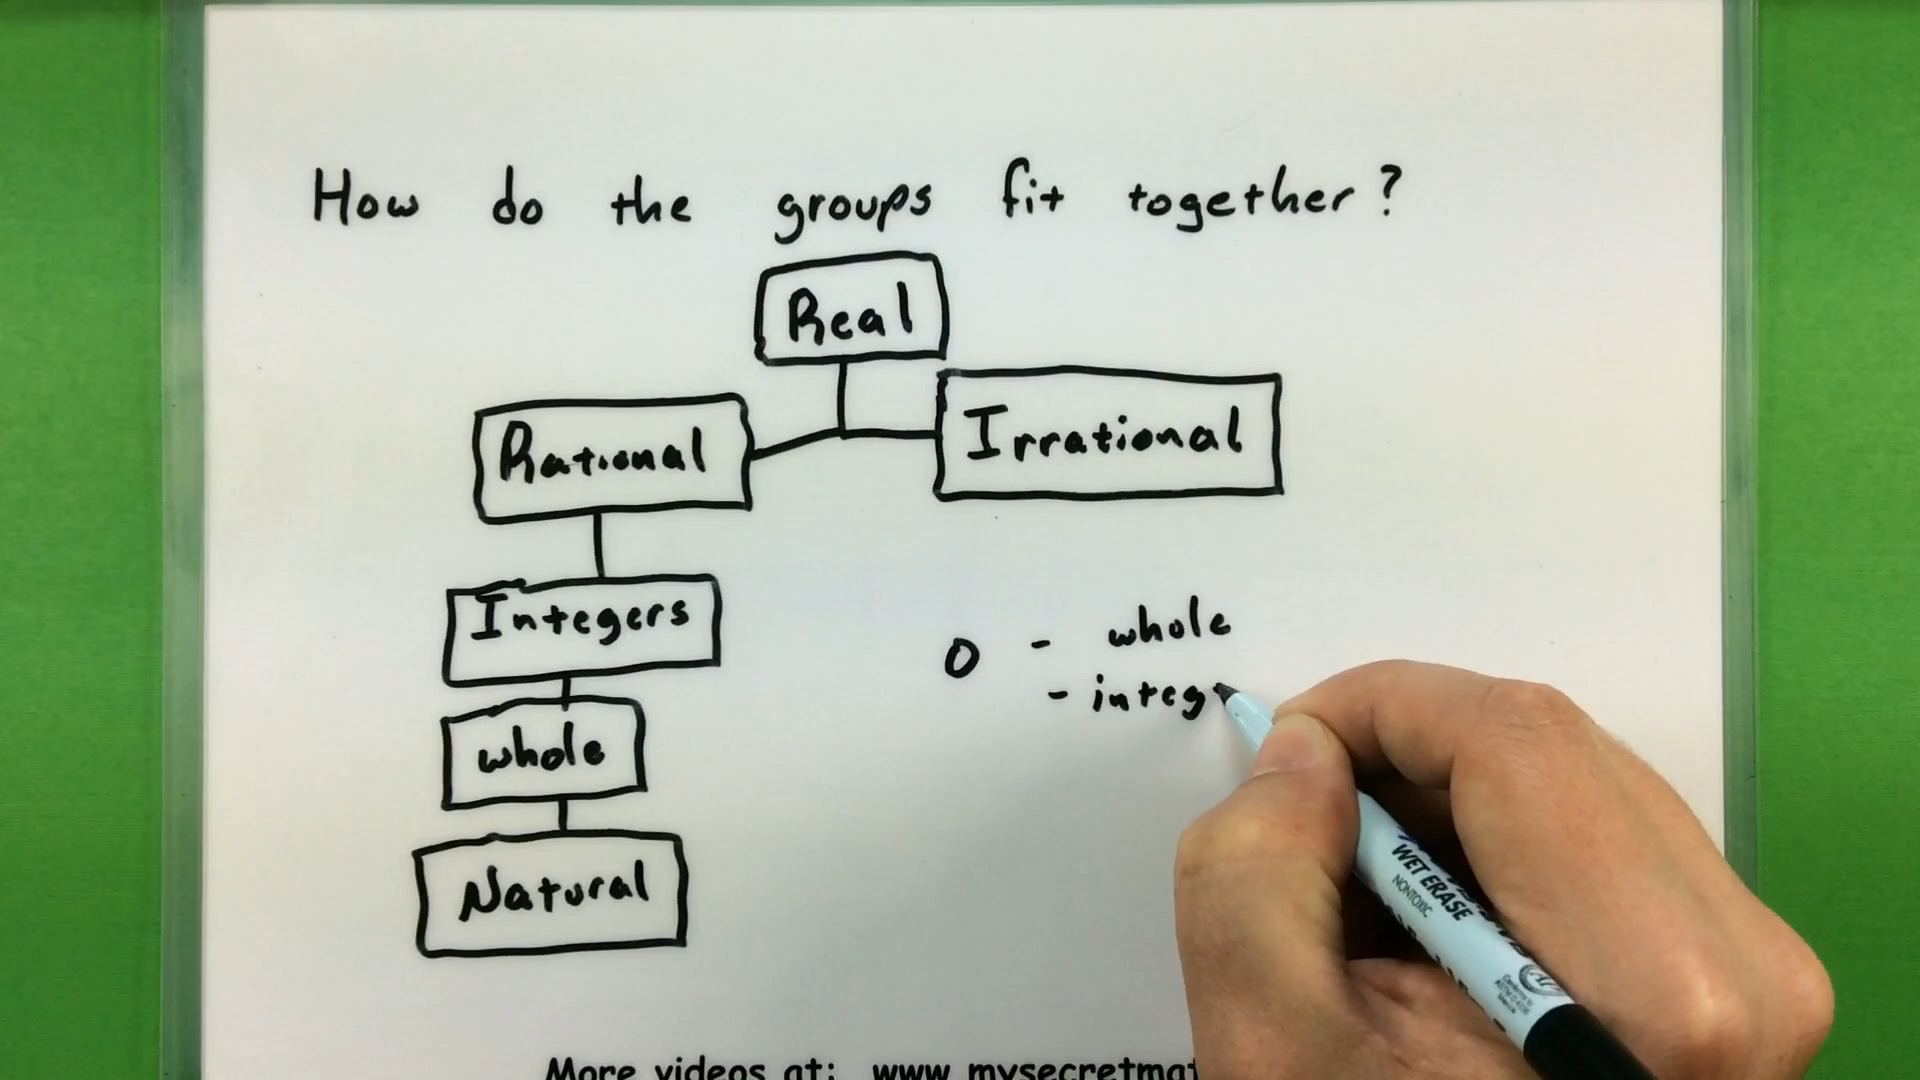 How do the groups fit together?
Real
Rational
Irrational
Integers
whole
Natural
0 - whole
- integ
WET ERASE
NONTOXIC
More videos at: www.mysecretmat